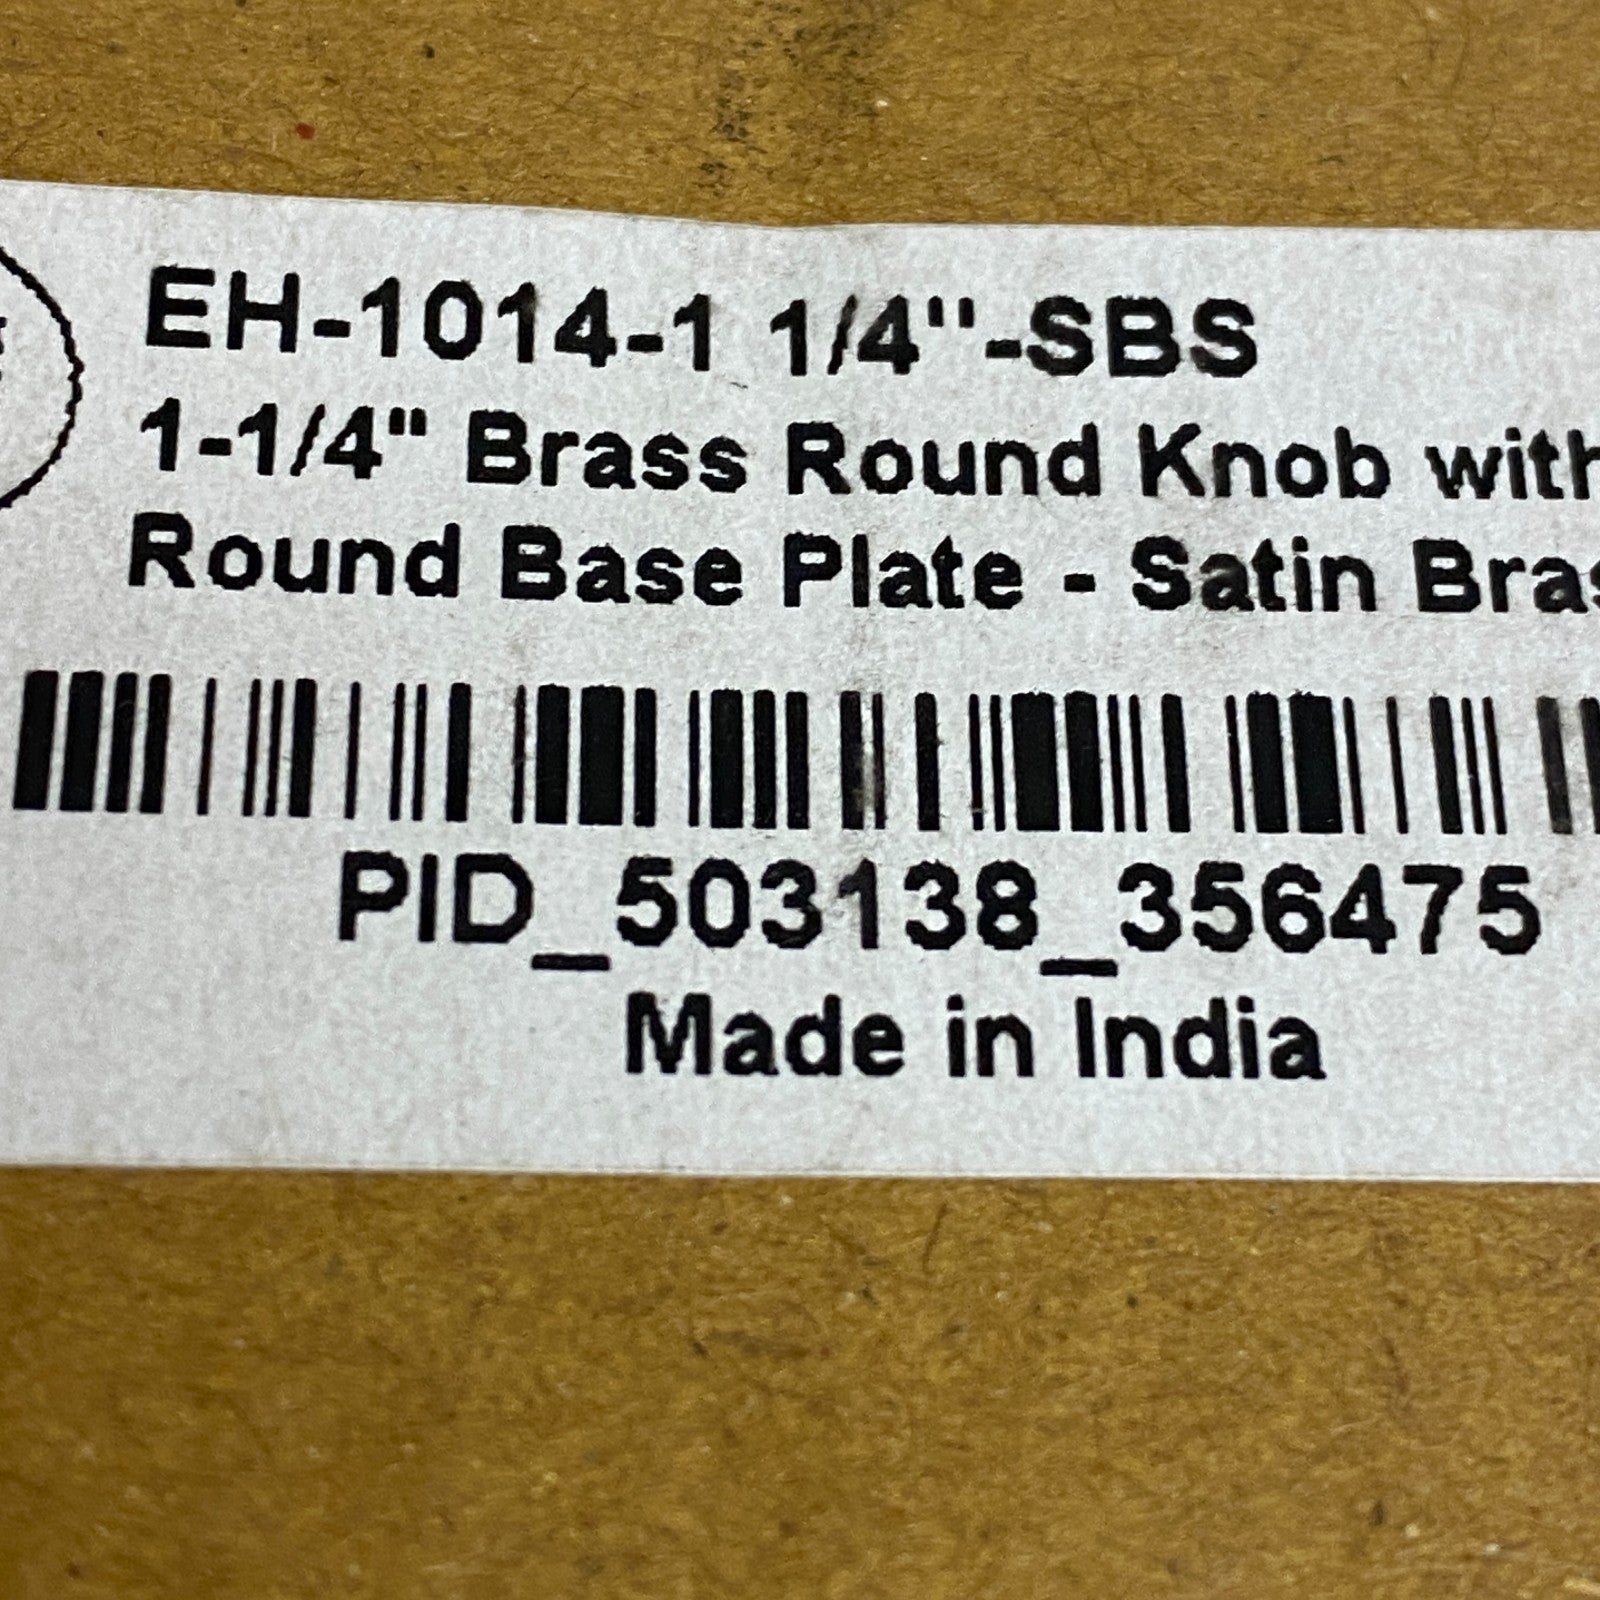 EH-1014-1 1/4"-SBS
1-1/4" Brass Round Knob with
Round Base Plate - Satin
PID_503138_356475
Made in India